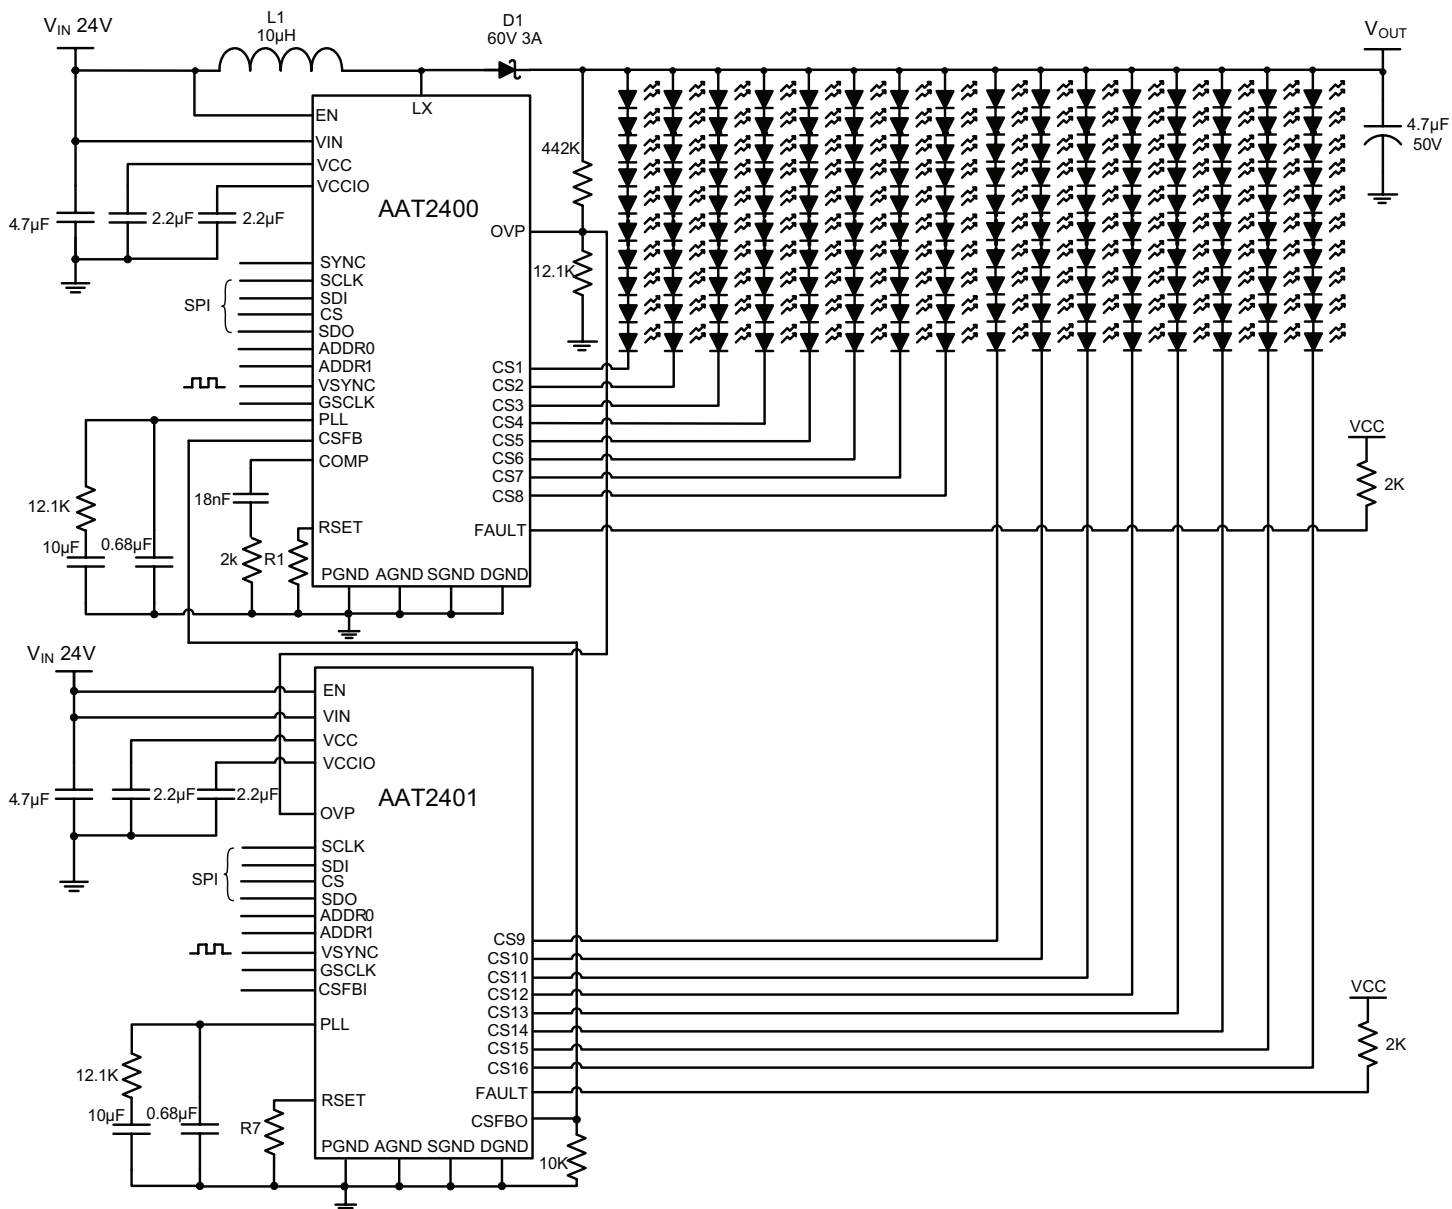 V_IN 24V
L1
10µH
D1
60V 3A
V_OUT
LX
EN
VIN
VCC
VCCIO
4.7µF
2.2µF
2.2µF
AAT2400
442K
4.7µF
50V
OVP
12.1K
SYNC
SCLK
SDI
CS
SDO
SPI
ADDR0
ADDR1
VSYNC
GSCLK
PLL
CSFB
COMP
CS1
CS2
CS3
CS4
CS5
CS6
CS7
CS8
FAULT
VCC
2K
12.1K
10µF
0.68µF
18nF
2k
R1
RSET
PGND AGND SGND DGND
V_IN 24V
EN
VIN
VCC
VCCIO
4.7µF
2.2µF
2.2µF
AAT2401
OVP
SCLK
SDI
CS
SDO
SPI
ADDR0
ADDR1
VSYNC
GSCLK
CSFBI
PLL
CS9
CS10
CS11
CS12
CS13
CS14
CS15
CS16
FAULT
CSFBO
VCC
2K
12.1K
10µF
0.68µF
R7
RSET
PGND AGND SGND DGND
10K